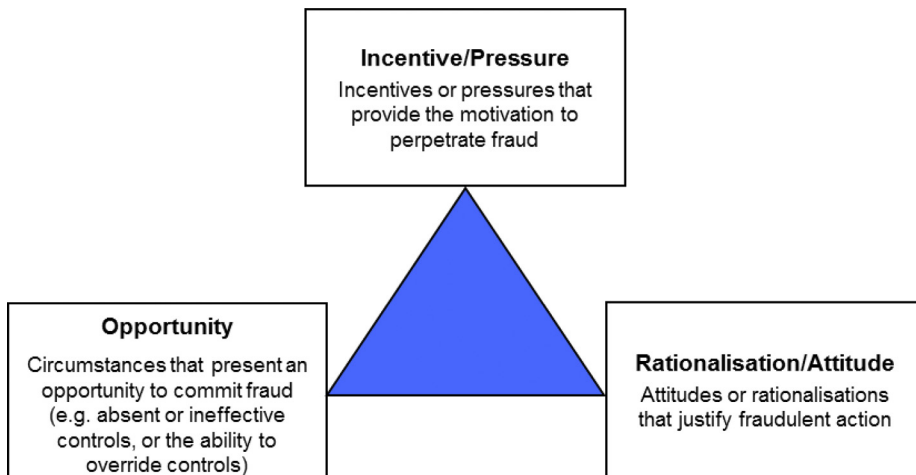 Incentive/Pressure
Incentives or pressures that
provide the motivation to
perpetrate fraud
Opportunity
Circumstances that present an
opportunity to commit fraud
(e.g. absent or ineffective
controls, or the ability to
override controls)
Rationalisation/Attitude
Attitudes or rationalisations
that justify fraudulent action